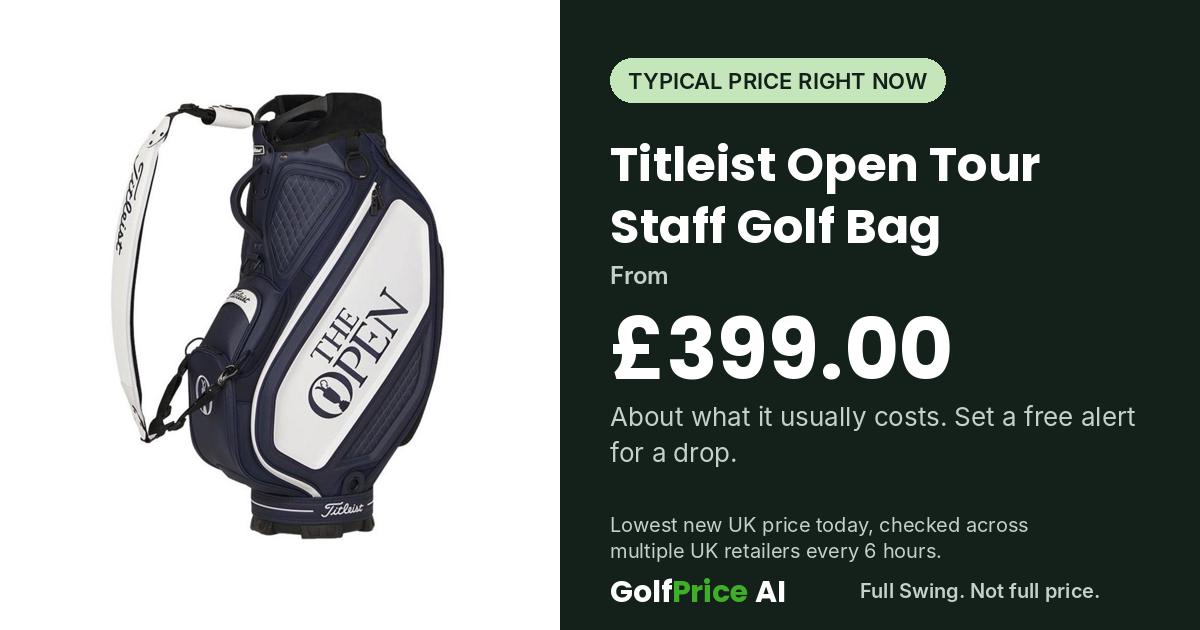 Titleist
Titleist
THE
OPEN
Titleist
TYPICAL PRICE RIGHT NOW
Titleist Open Tour
Staff Golf Bag
From
£399.00
About what it usually costs. Set a free alert
for a drop.
Lowest new UK price today, checked across
multiple UK retailers every 6 hours.
GolfPrice AI
Full Swing. Not full price.